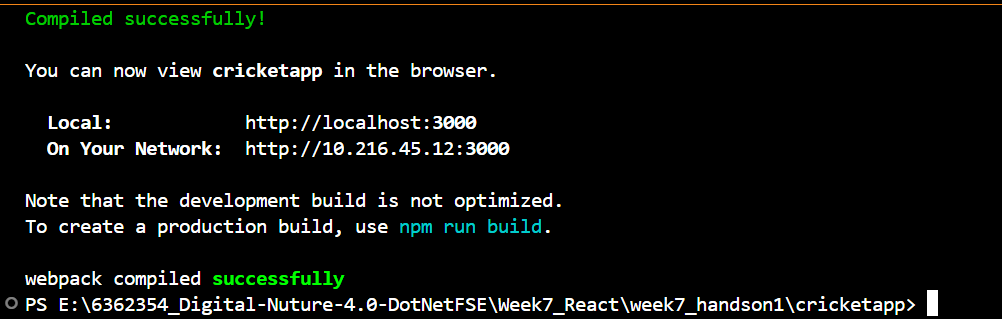 Compiled successfully!
You can now view cricketapp in the browser.
Local: http://localhost:3000
On Your Network: http://10.216.45.12:3000
Note that the development build is not optimized.
To create a production build, use npm run build.
webpack compiled successfully
PS E:\6362354_Digital-Nuture-4.0-DotNetFSE\Week7_React\week7_handson1\cricketapp>